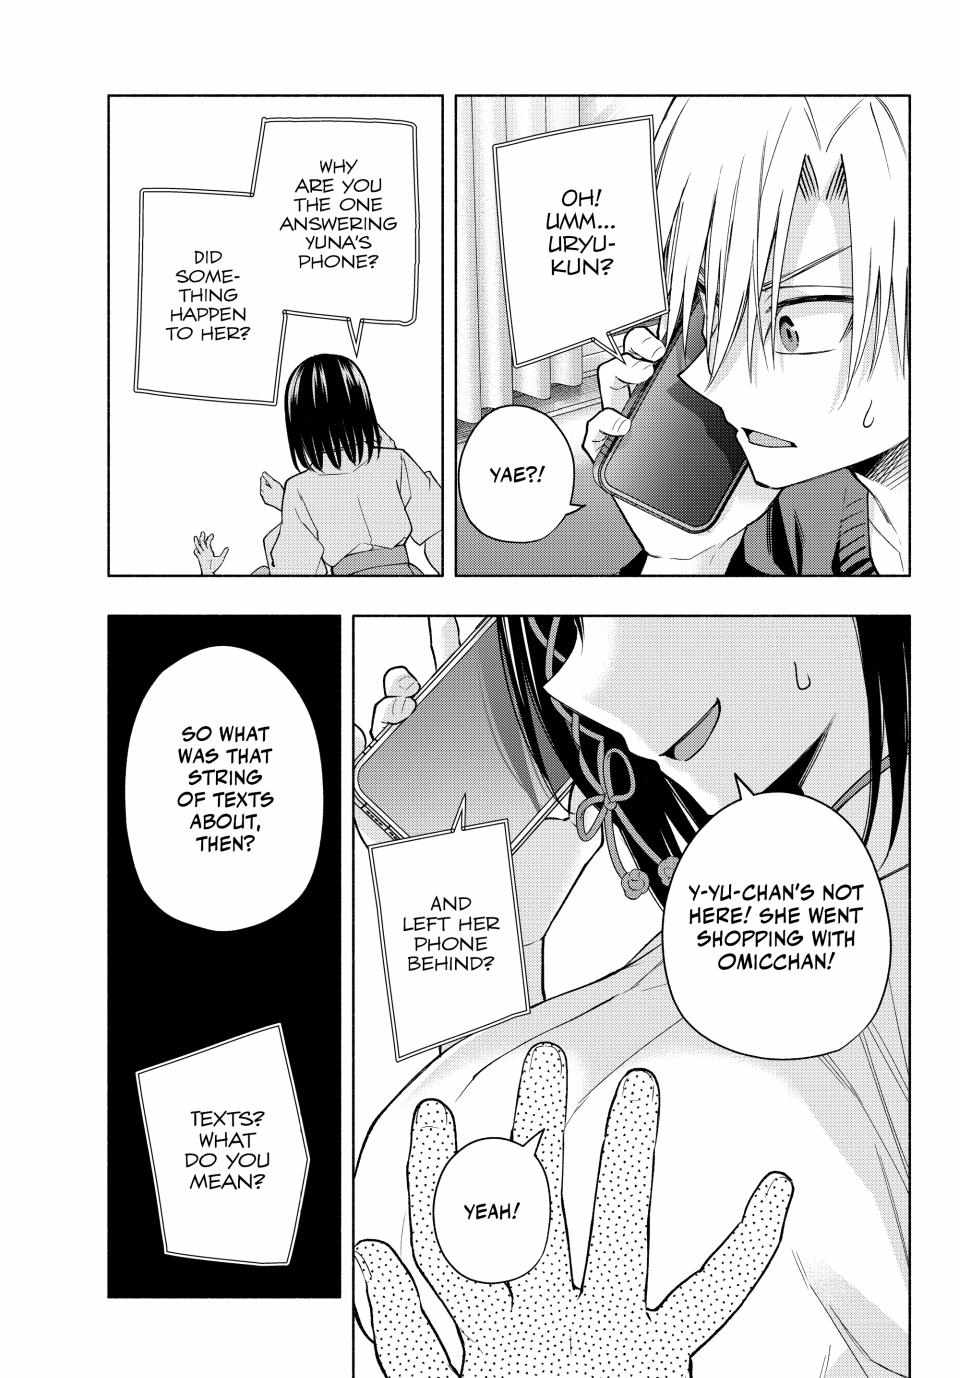 OH!
UMM...
URYU-
KUN?
YAE?!
WHY
ARE YOU
THE ONE
ANSWERING
YUNA'S
PHONE?
DID
SOME-
THING
HAPPEN
TO HER?
Y-YU-CHAN'S NOT
HERE! SHE WENT
SHOPPING WITH
OMICCHAN!
AND
LEFT HER
PHONE
BEHIND?
YEAH!
SO WHAT
WAS THAT
STRING
OF TEXTS
ABOUT,
THEN?
TEXTS?
WHAT
DO YOU
MEAN?